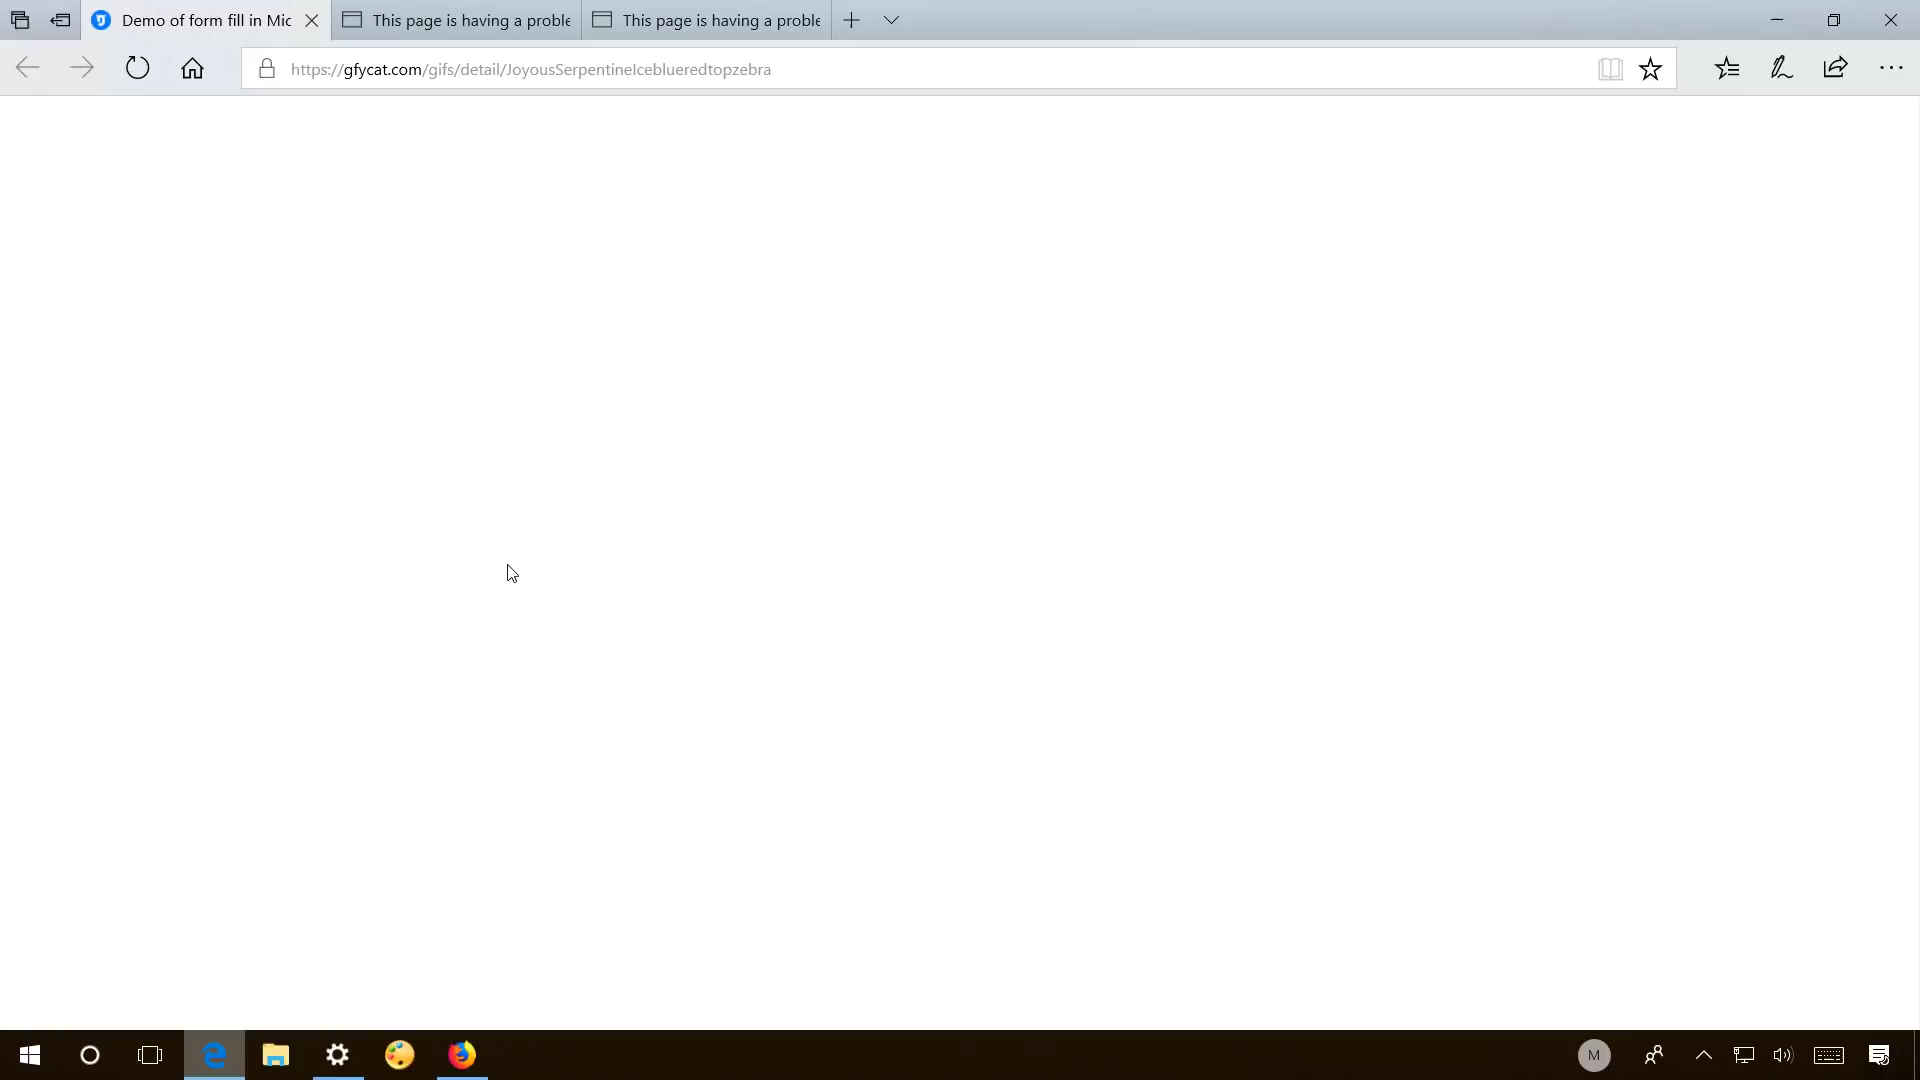 Demo of form fill in Mic
This page is having a proble
This page is having a proble
https://gfycat.com/gifs/detail/JoyousSerpentineIceblueredtopzebra
M